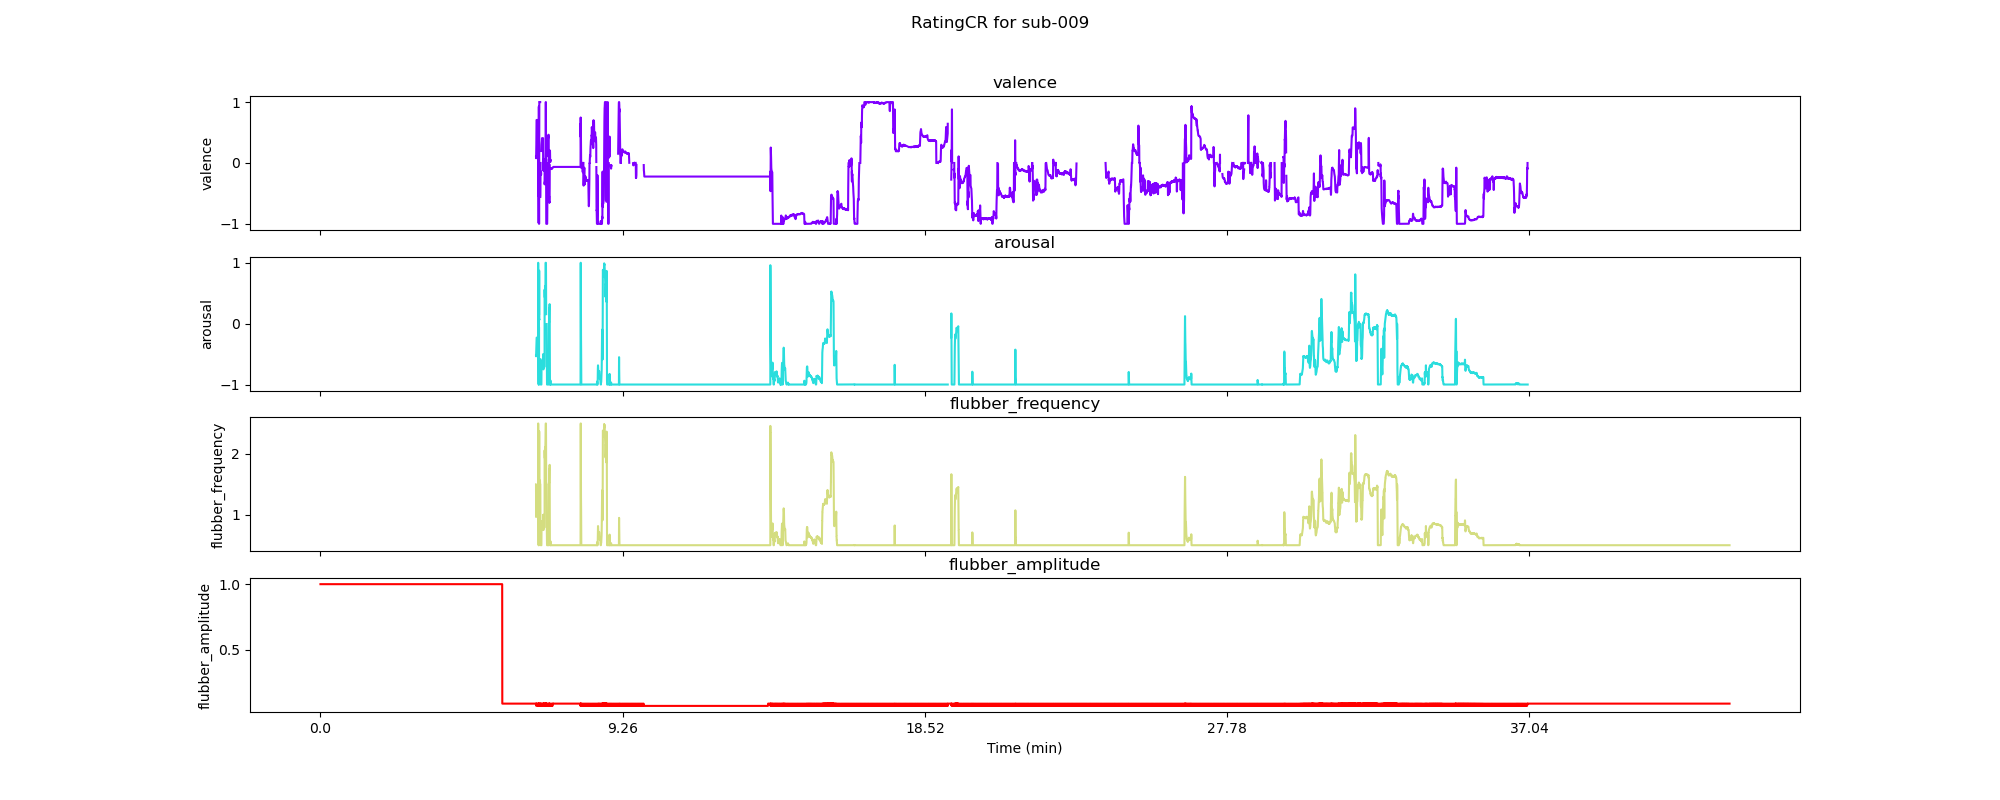 RatingCR for sub-009
valence
valence
1
0
−1
arousal
arousal
1
0
−1
flubber_frequency
flubber_frequency
2
1
flubber_amplitude
flubber_amplitude
1.0
0.5
0.0 9.26 18.52 27.78 37.04
Time (min)